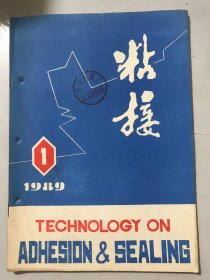 粘
接
1
1989
TECHNOLOGY ON
ADHESION & SEALING